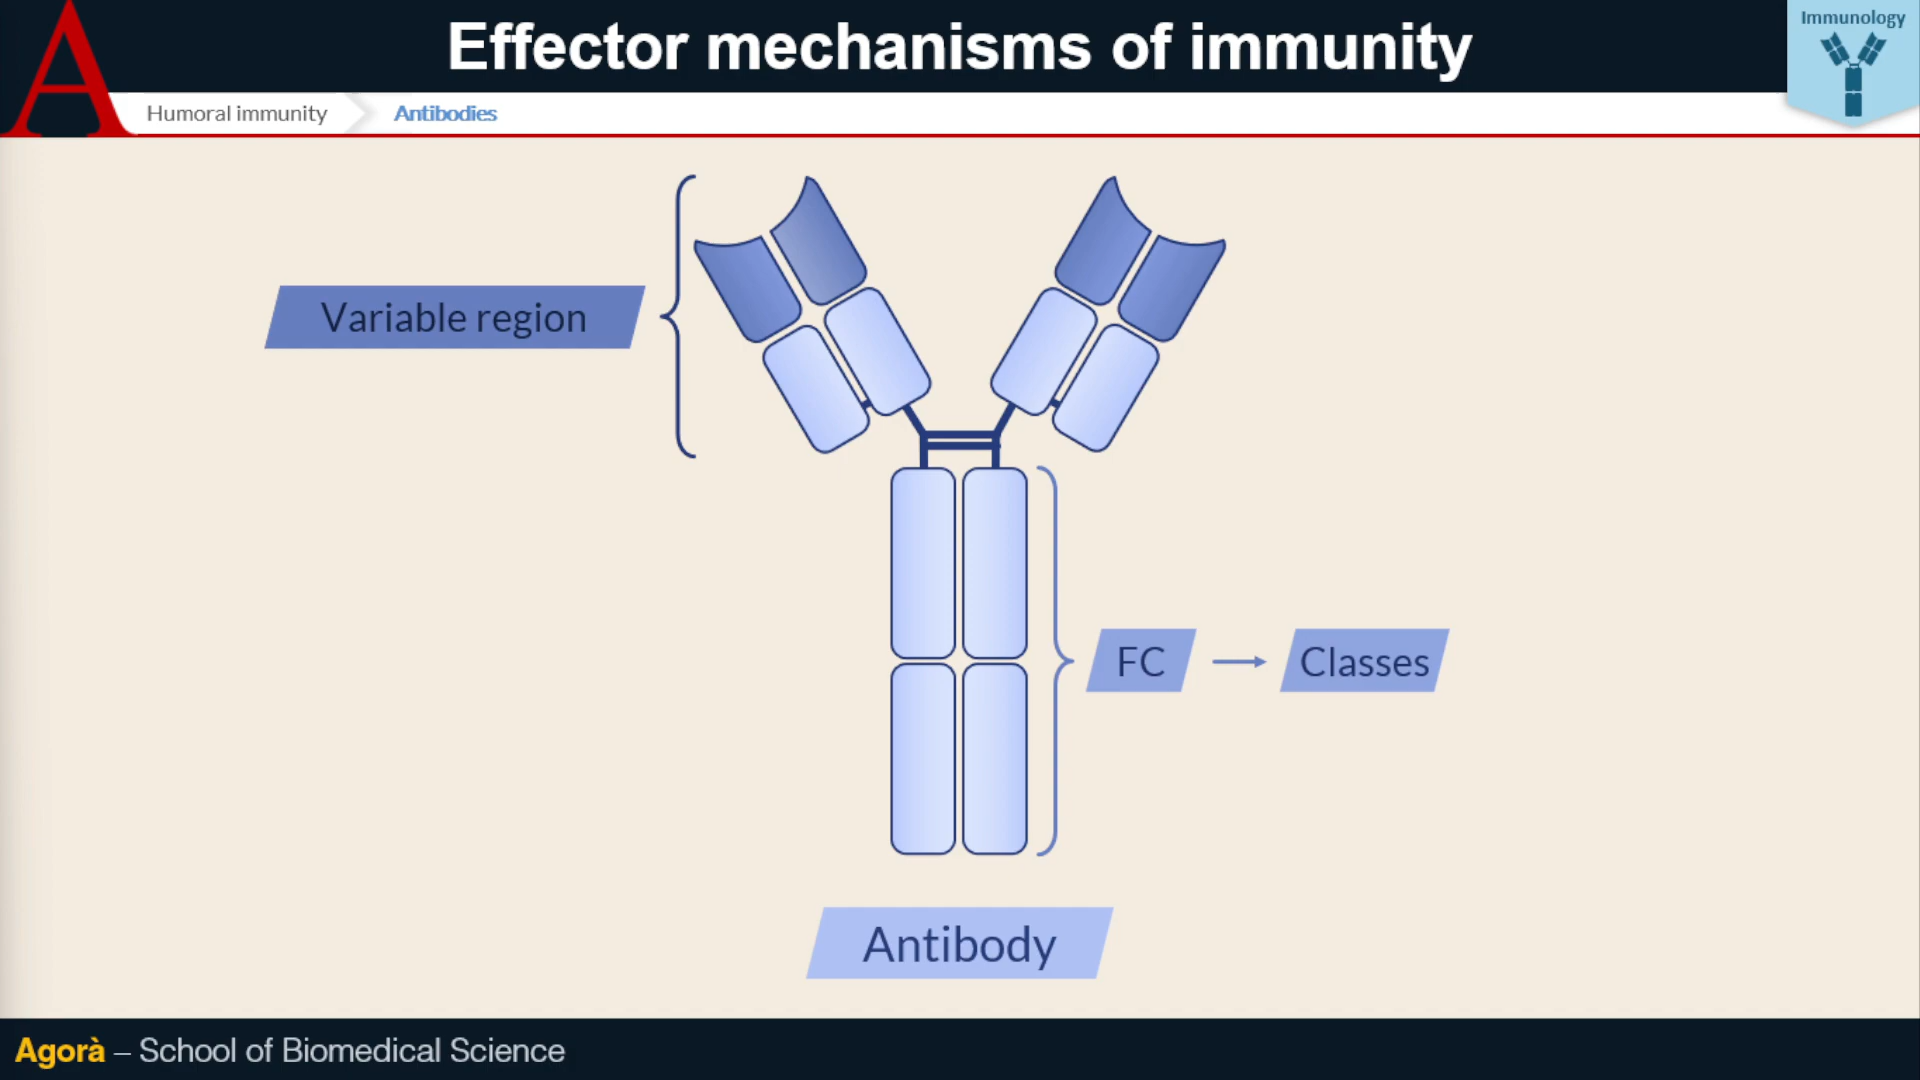 Effector mechanisms of immunity
Immunology
A
Humoral immunity
Antibodies
Variable region
FC
Classes
Antibody
Agorà – School of Biomedical Science